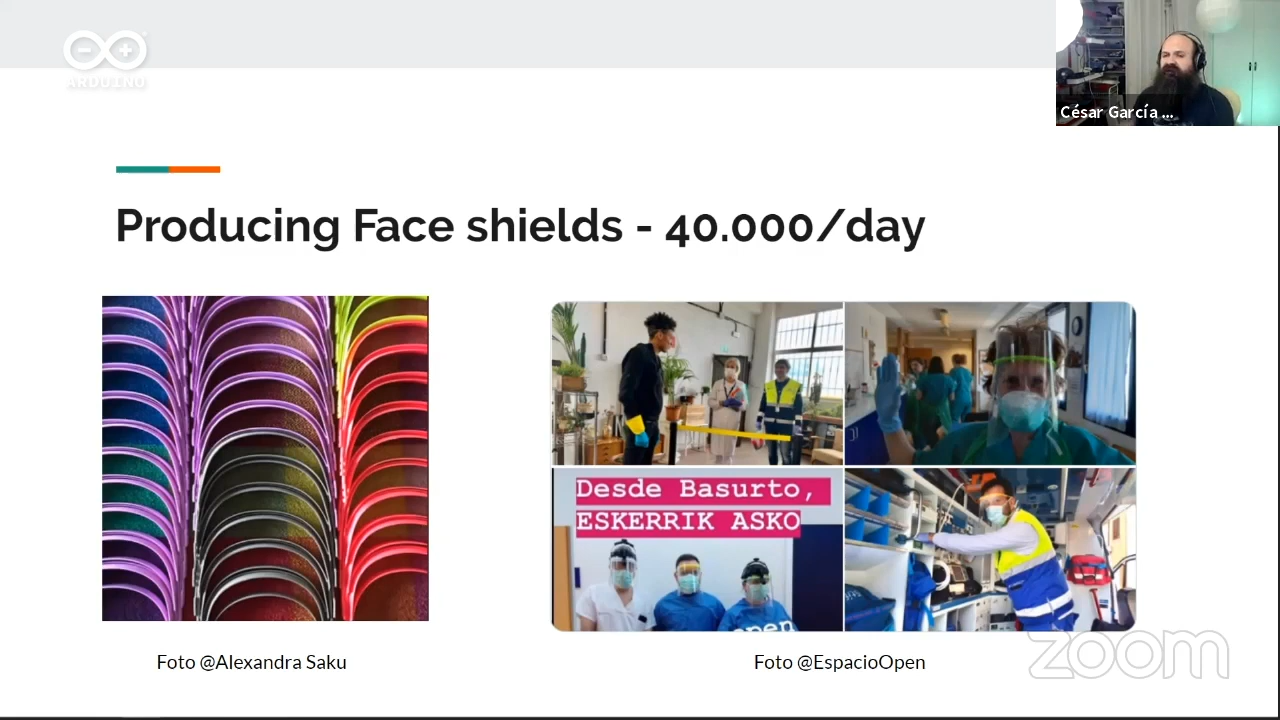 ARDUINO
César García ...
Producing Face shields - 40.000/day
Desde Basurto,
ESKERRIK ASKO
open
Foto @Alexandra Saku
Foto @EspacioOpen
zoom